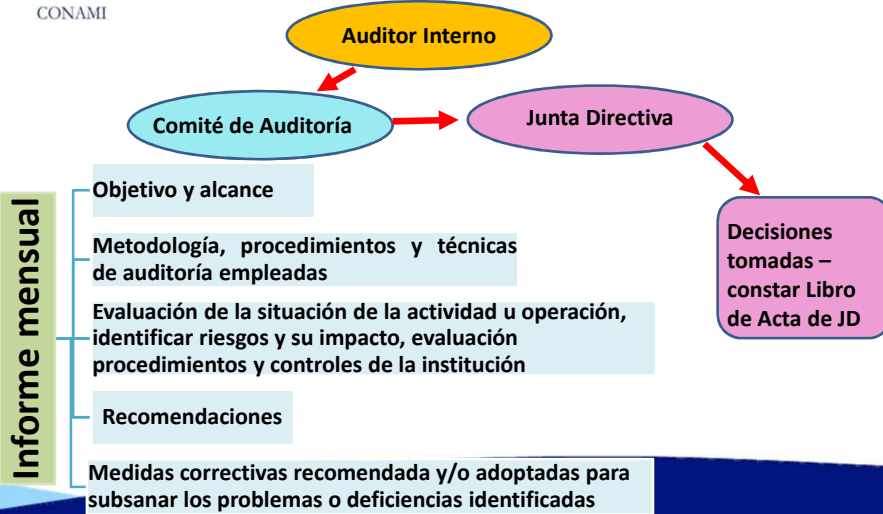 CONAMI
Auditor Interno
Comité de Auditoría
Junta Directiva
Informe mensual
Objetivo y alcance
Metodología, procedimientos y técnicas
de auditoría empleadas
Evaluación de la situación de la actividad u operación,
identificar riesgos y su impacto, evaluación
procedimientos y controles de la institución
Recomendaciones
Medidas correctivas recomendada y/o adoptadas para
subsanar los problemas o deficiencias identificadas
Decisiones
tomadas –
constar Libro
de Acta de JD